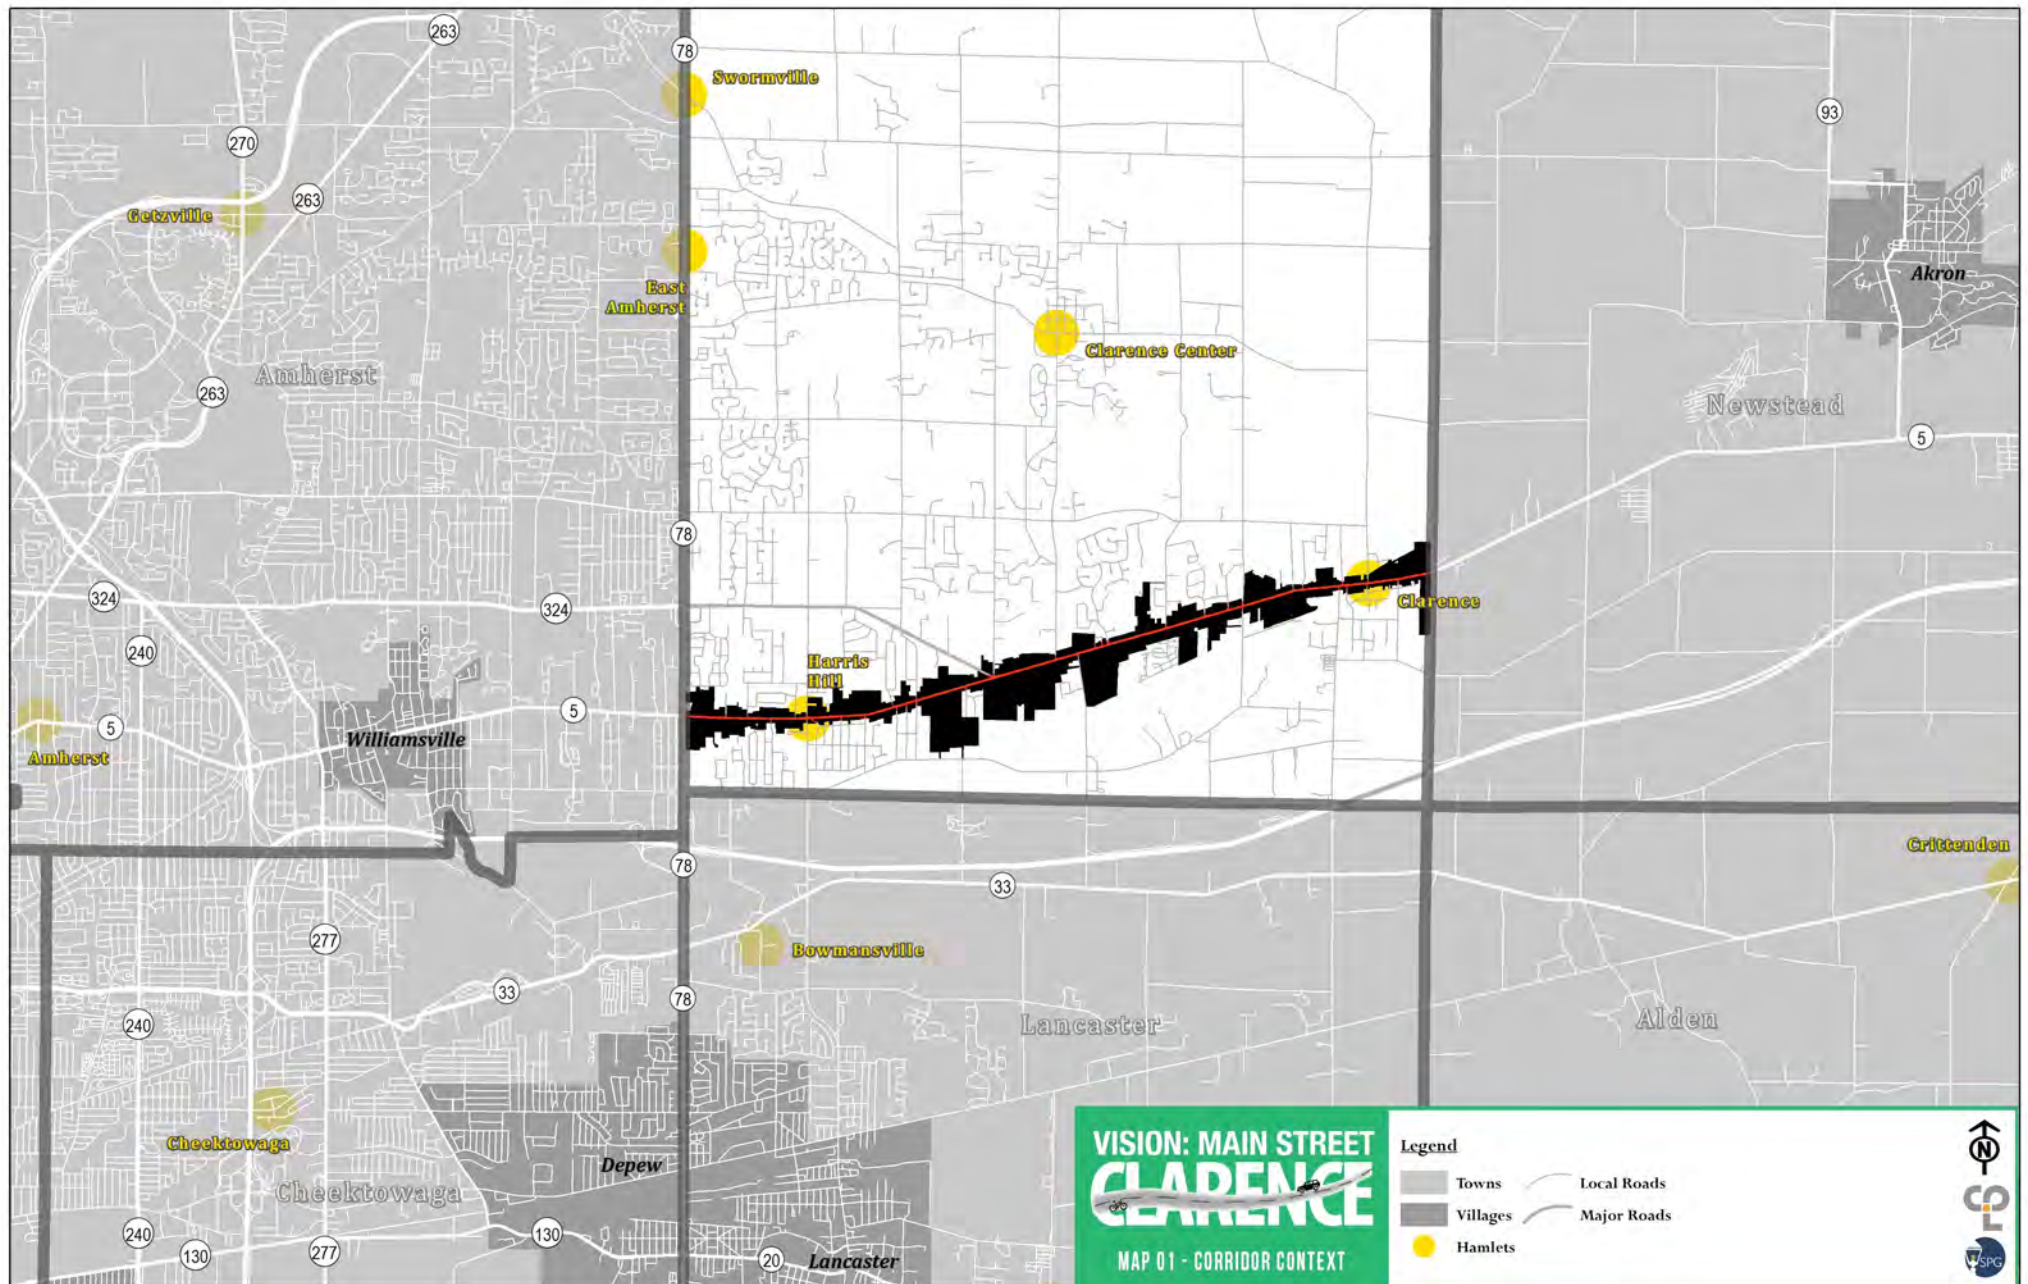 263
78
Swormville
93
270
263
Getzville
East
Amherst
Akron
Clarence Center
Amherst
263
Newstead
5
78
324
324
Clarence
240
Harris
Hill
5
5
Williamsville
Amherst
Crittenden
78
33
277
Bowmansville
33
78
240
Lancaster
Alden
Cheektowaga
Depew
Cheektowaga
240
130
277
130
20
Lancaster
VISION: MAIN STREET
CLARENCE
MAP 01 - CORRIDOR CONTEXT
Legend
Towns
Local Roads
Villages
Major Roads
Hamlets
N
SPG